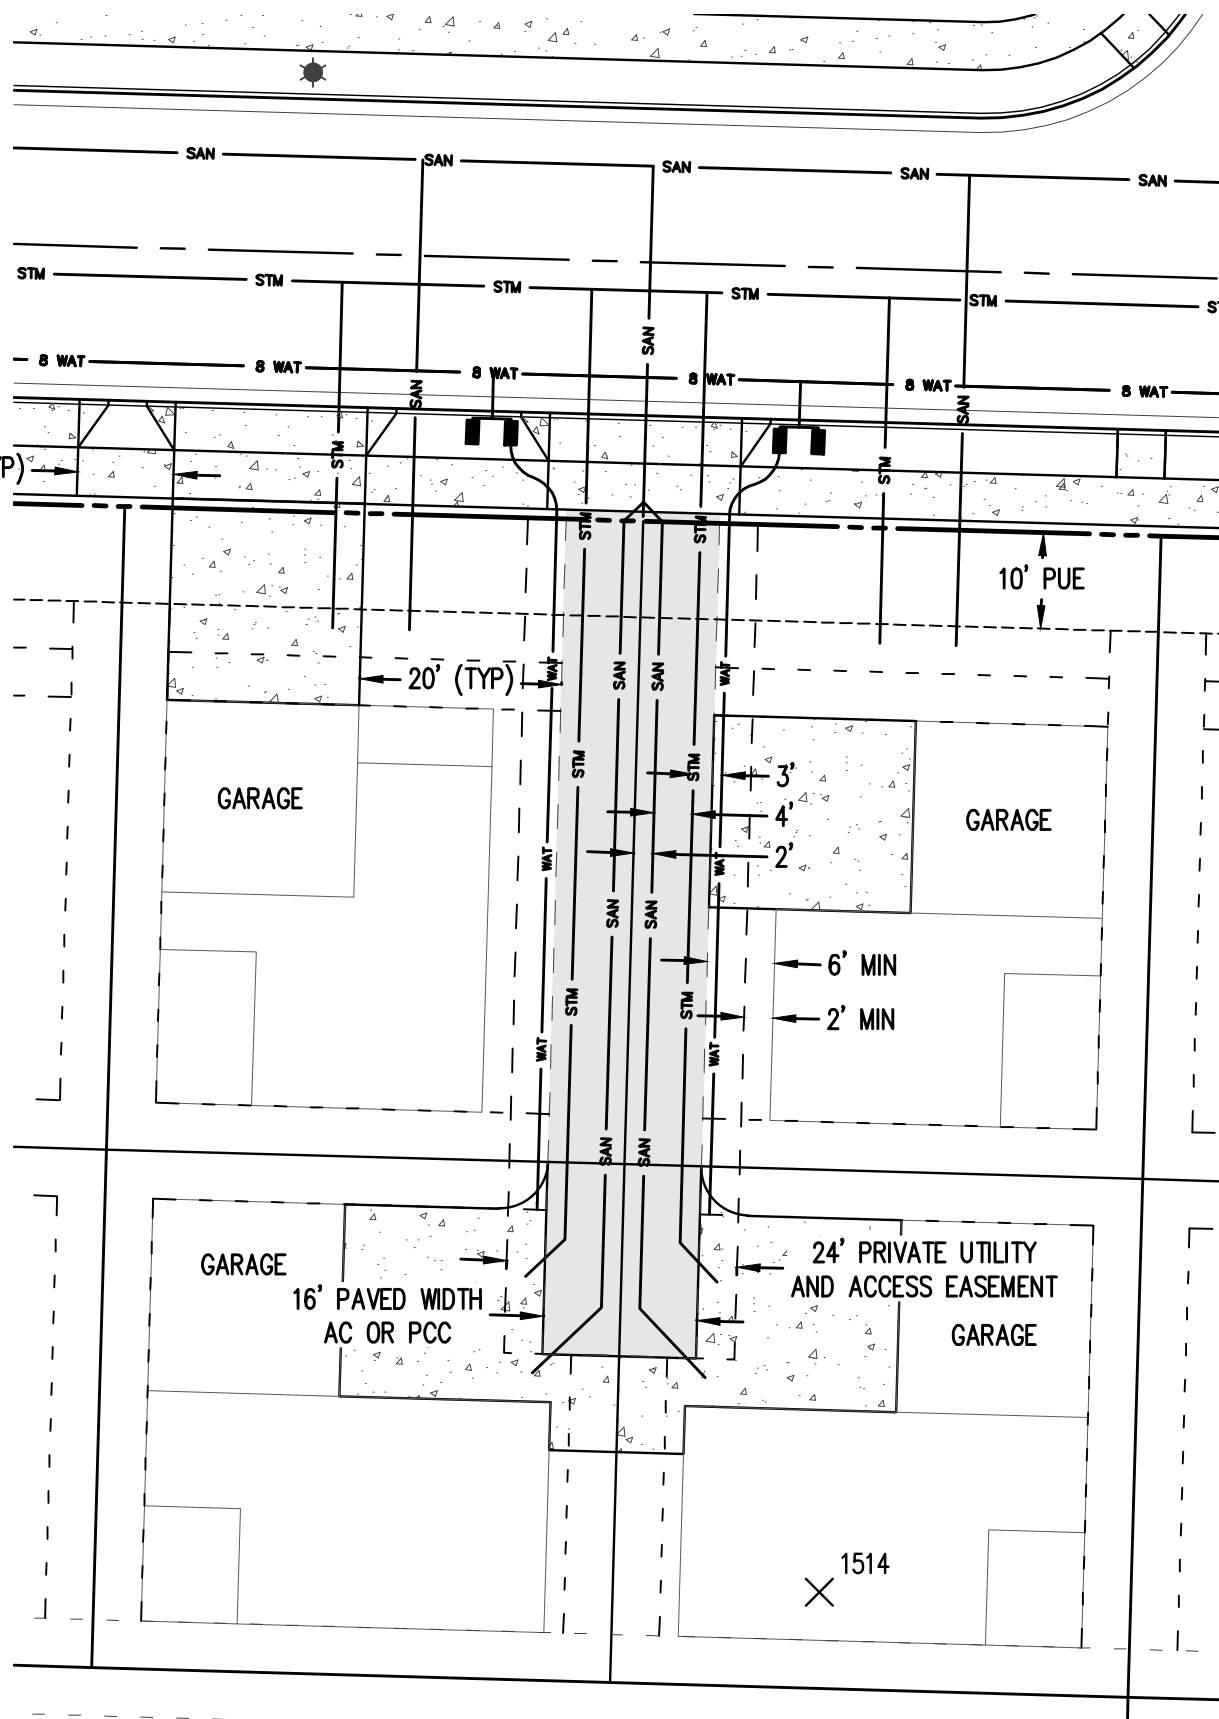 SAN SAN SAN SAN SAN
STM STM STM STM STM
SAN
8 WAT 8 WAT 8 WAT 8 WAT 8 WAT 8 WAT
SAN SAN
STM STM
STM STM
10' PUE
WAT SAN SAN WAT
20' (TYP)
STM STM
3'
GARAGE
4'
GARAGE
2'
WAT WAT
SAN SAN
6' MIN
STM STM
2' MIN
WAT WAT
SAN SAN
GARAGE
24' PRIVATE UTILITY
AND ACCESS EASEMENT
16' PAVED WIDTH
AC OR PCC
GARAGE
1514